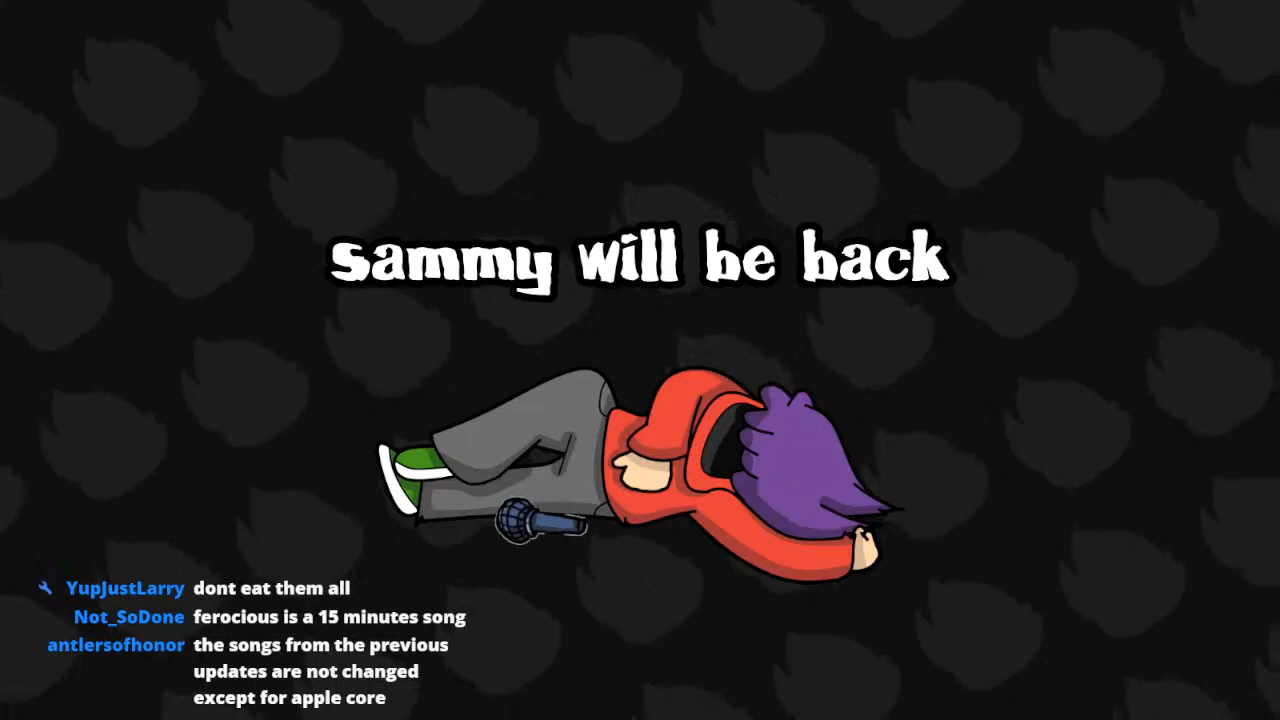 sammy will be back
YupJustLarry dont eat them all
Not_SoDone ferocious is a 15 minutes song
antlersofhonor the songs from the previous
updates are not changed
except for apple core